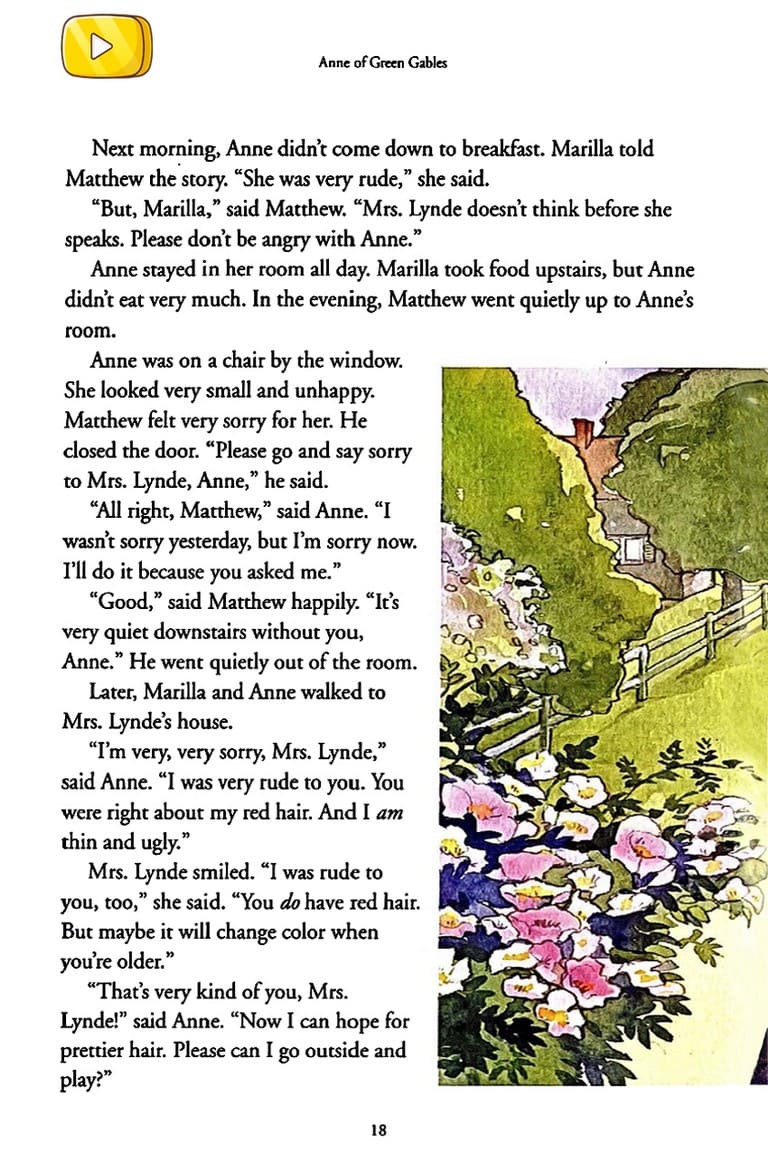 Anne of Green Gables
Next morning, Anne didn't come down to breakfast. Marilla told
Matthew the story. “She was very rude,” she said.
“But, Marilla,” said Matthew. “Mrs. Lynde doesn't think before she
speaks. Please don't be angry with Anne.”
Anne stayed in her room all day. Marilla took food upstairs, but Anne
didn't eat very much. In the evening, Matthew went quietly up to Anne's
room.
Anne was on a chair by the window.
She looked very small and unhappy.
Matthew felt very sorry for her. He
closed the door. “Please go and say sorry
to Mrs. Lynde, Anne,” he said.
“All right, Matthew,” said Anne. “I
wasn't sorry yesterday, but I'm sorry now.
I'll do it because you asked me.”
“Good,” said Matthew happily. “It's
very quiet downstairs without you,
Anne.” He went quietly out of the room.
Later, Marilla and Anne walked to
Mrs. Lynde's house.
“I'm very, very sorry, Mrs. Lynde,”
said Anne. “I was very rude to you. You
were right about my red hair. And I am
thin and ugly.”
Mrs. Lynde smiled. “I was rude to
you, too,” she said. “You do have red hair.
But maybe it will change color when
you're older.”
“That's very kind of you, Mrs.
Lynde!” said Anne. “Now I can hope for
prettier hair. Please can I go outside and
play?”
18